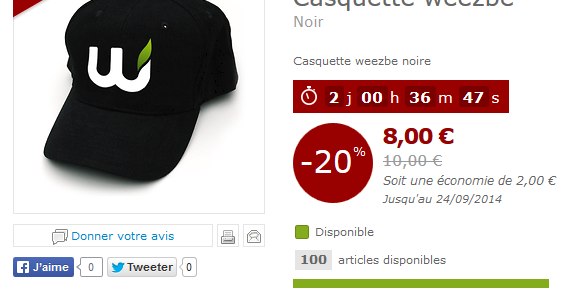 Casquette weezbe
Noir
Casquette weezbe noire
2 j 00 h 36 m 47 s
-20%
8,00 €
10,00 €
Soit une économie de 2,00 €
Jusqu'au 24/09/2014
Disponible
100 articles disponibles
w
Donner votre avis
J'aime 0
Tweeter 0